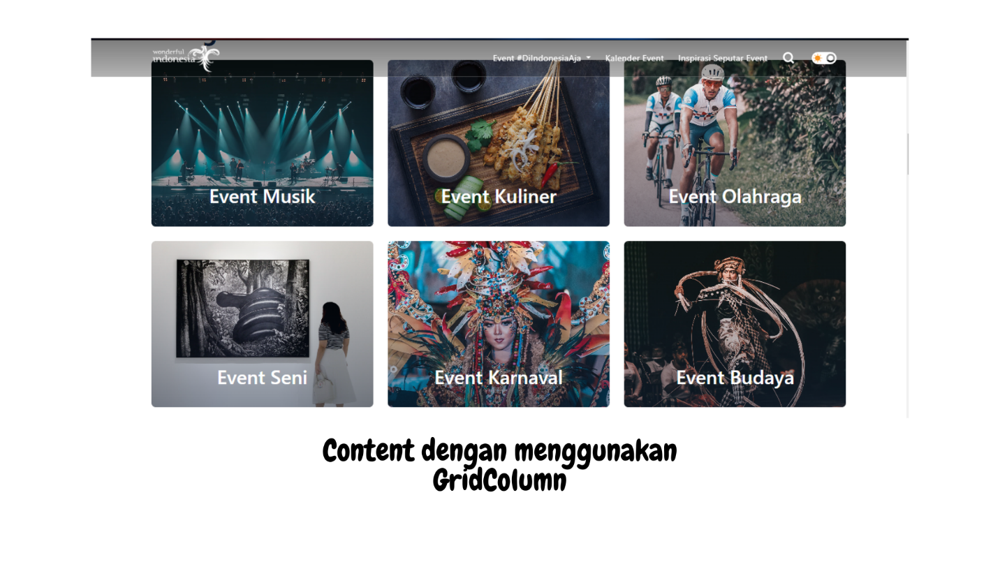 wonderful
indonesia
Event #DiIndonesiaAja
Kalender Event
Inspirasi Seputar Event
Event Musik
Event Kuliner
Event Olahraga
Event Seni
Event Karnaval
Event Budaya
Content dengan menggunakan
GridColumn